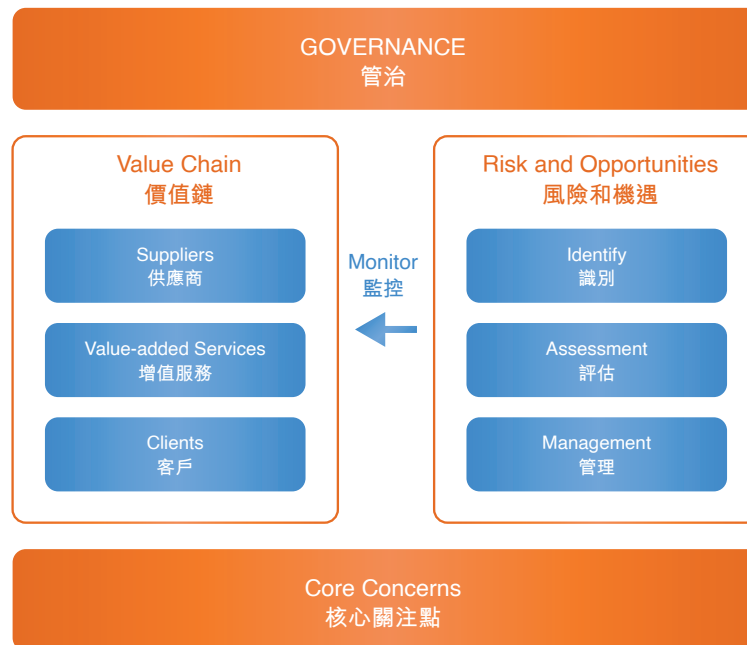 GOVERNANCE
管治
Value Chain
價值鏈
Suppliers
供應商
Value-added Services
增值服務
Clients
客戶
Monitor
監控
Risk and Opportunities
風險和機遇
Identify
識別
Assessment
評估
Management
管理
Core Concerns
核心關注點